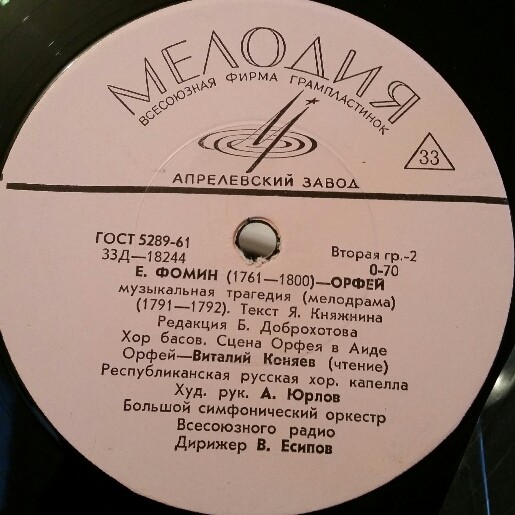 МЕЛОДИЯ
ВСЕСОЮЗНАЯ ФИРМА ГРАМПЛАСТИНОК
33
АПРЕЛЕВСКИЙ ЗАВОД
ГОСТ 5289-61
Вторая гр.-2
33Д—18244
0-70
Е. ФОМИН (1761—1800)—ОРФЕЙ
музыкальная трагедия (мелодрама)
(1791—1792). Текст Я. Княжнина
Редакция Б. Доброхотова
Хор басов. Сцена Орфея в Аиде
Орфей—Виталий Коняев (чтение)
Республиканская русская хор. капелла
Худ. рук. А. Юрлов
Большой симфонический оркестр
Всесоюзного радио
Дирижер В. Есипов